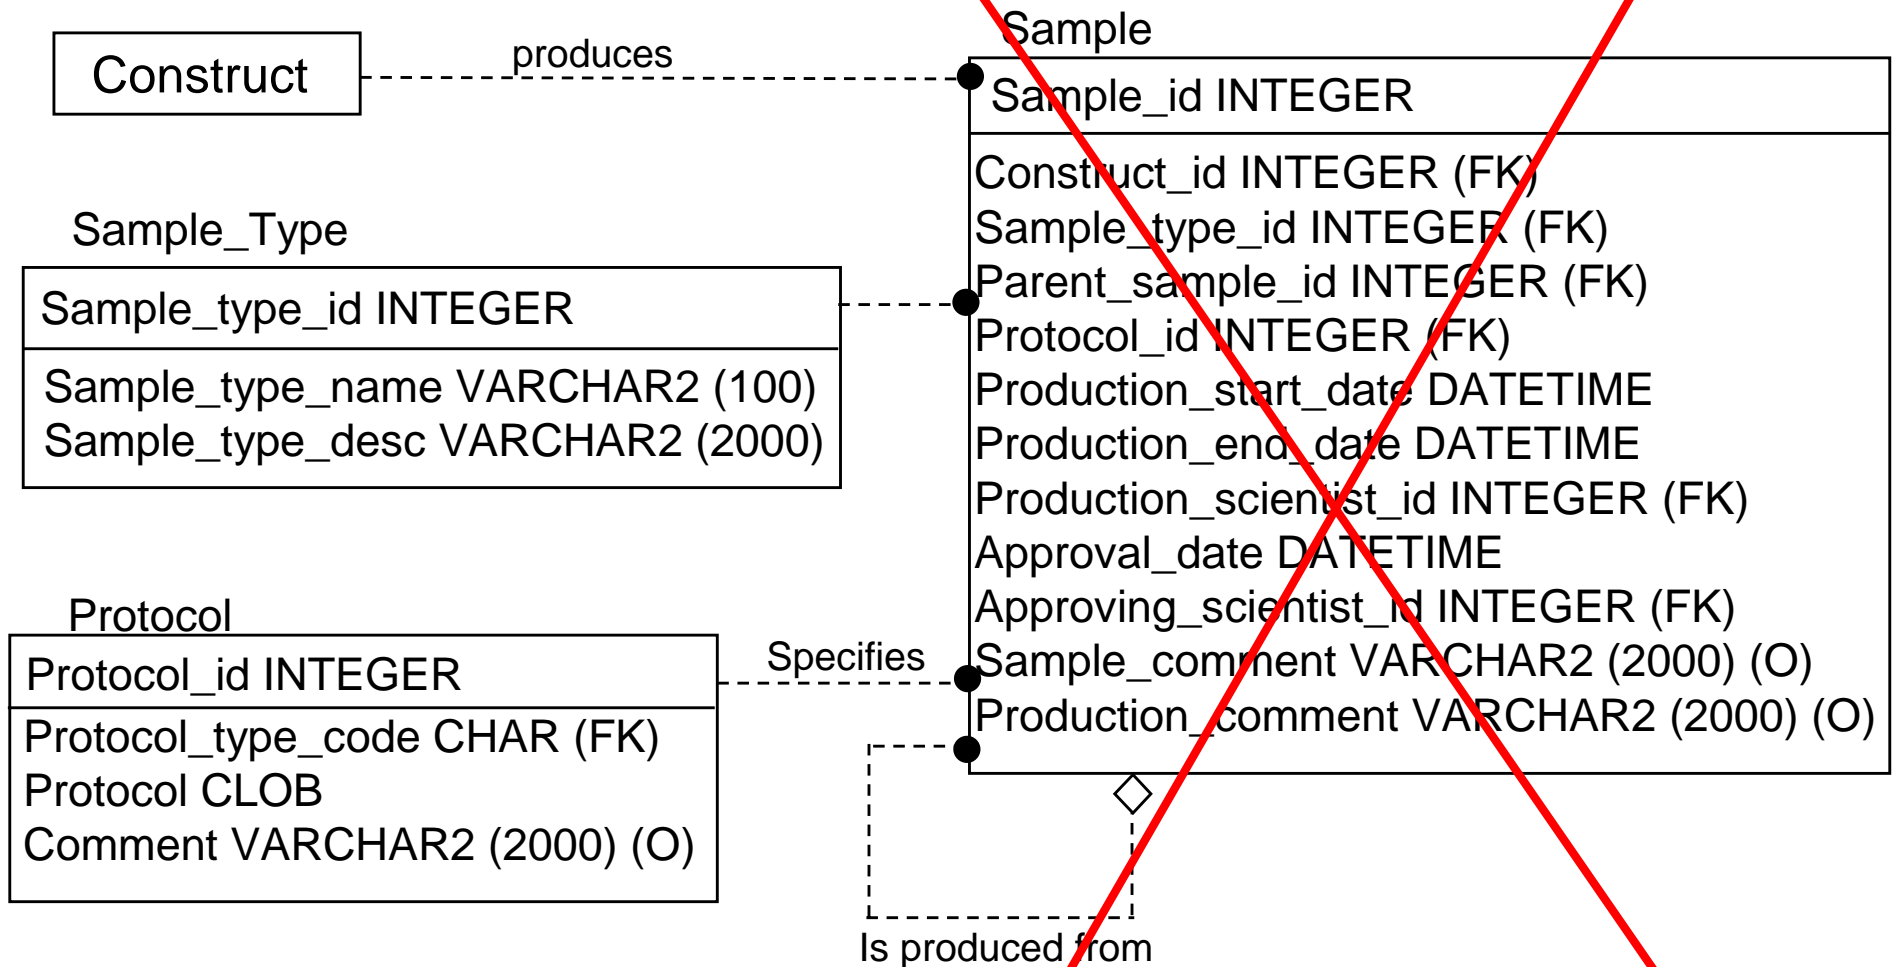 Construct
produces
Sample
Sample_id INTEGER
Construct_id INTEGER (FK)
Sample_type_id INTEGER (FK)
Parent_sample_id INTEGER (FK)
Protocol_id INTEGER (FK)
Production_start_date DATETIME
Production_end_date DATETIME
Production_scientist_id INTEGER (FK)
Approval_date DATETIME
Approving_scientist_id INTEGER (FK)
Sample_comment VARCHAR2 (2000) (O)
Production_comment VARCHAR2 (2000) (O)
Sample_Type
Sample_type_id INTEGER
Sample_type_name VARCHAR2 (100)
Sample_type_desc VARCHAR2 (2000)
Protocol
Protocol_id INTEGER
Protocol_type_code CHAR (FK)
Protocol CLOB
Comment VARCHAR2 (2000) (O)
Specifies
Is produced from